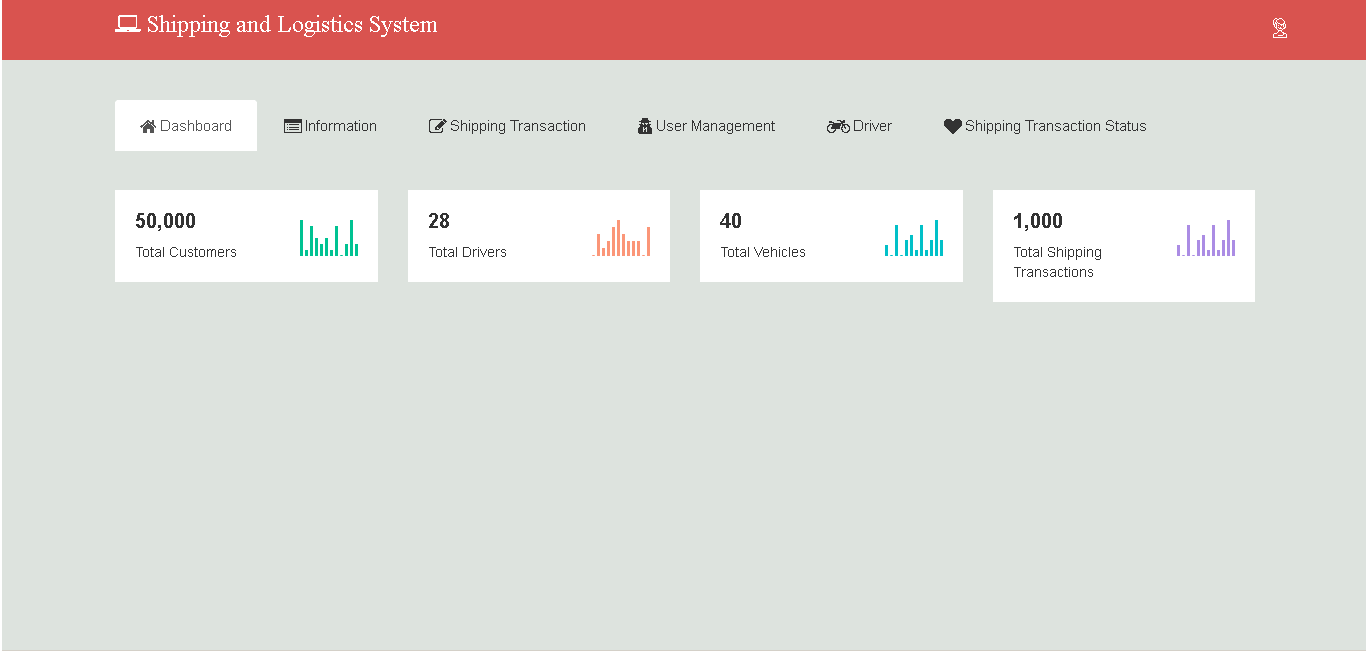 Shipping and Logistics System
Dashboard Information Shipping Transaction User Management Driver Shipping Transaction Status
50,000
Total Customers
28
Total Drivers
40
Total Vehicles
1,000
Total Shipping
Transactions